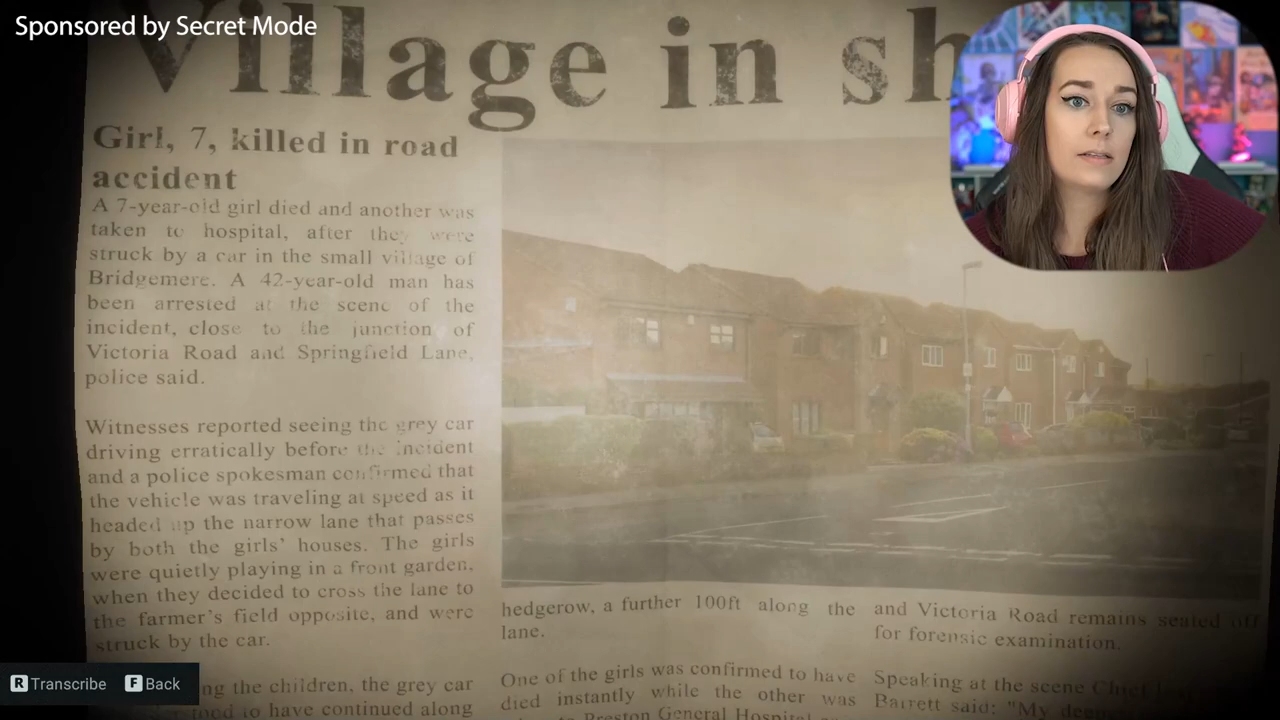 Sponsored by Secret Mode
Village in sh
Girl, 7, killed in road
accident
A 7-year-old girl died and another was
taken to hospital, after they were
struck by a car in the small village of
Bridgemere. A 42-year-old man has
been arrested at the scene of the
incident, close to the junction of
Victoria Road and Springfield Lane,
police said.
Witnesses reported seeing the grey car
driving erratically before the incident
and a police spokesman confirmed that
the vehicle was traveling at speed as it
headed up the narrow lane that passes
by both the girls' houses. The girls
were quietly playing in a front garden,
when they decided to cross the lane to
the farmer's field opposite, and were
struck by the car.
ng the children, the grey car
have continued along
hedgerow, a further 100ft along the
lane.
One of the girls was confirmed to have
died instantly while the other was
Preston General Hospital
and Victoria Road remains sealed off
for forensic examination.
Speaking at the scene Chief
Barrett said: "My
R Transcribe
F Back